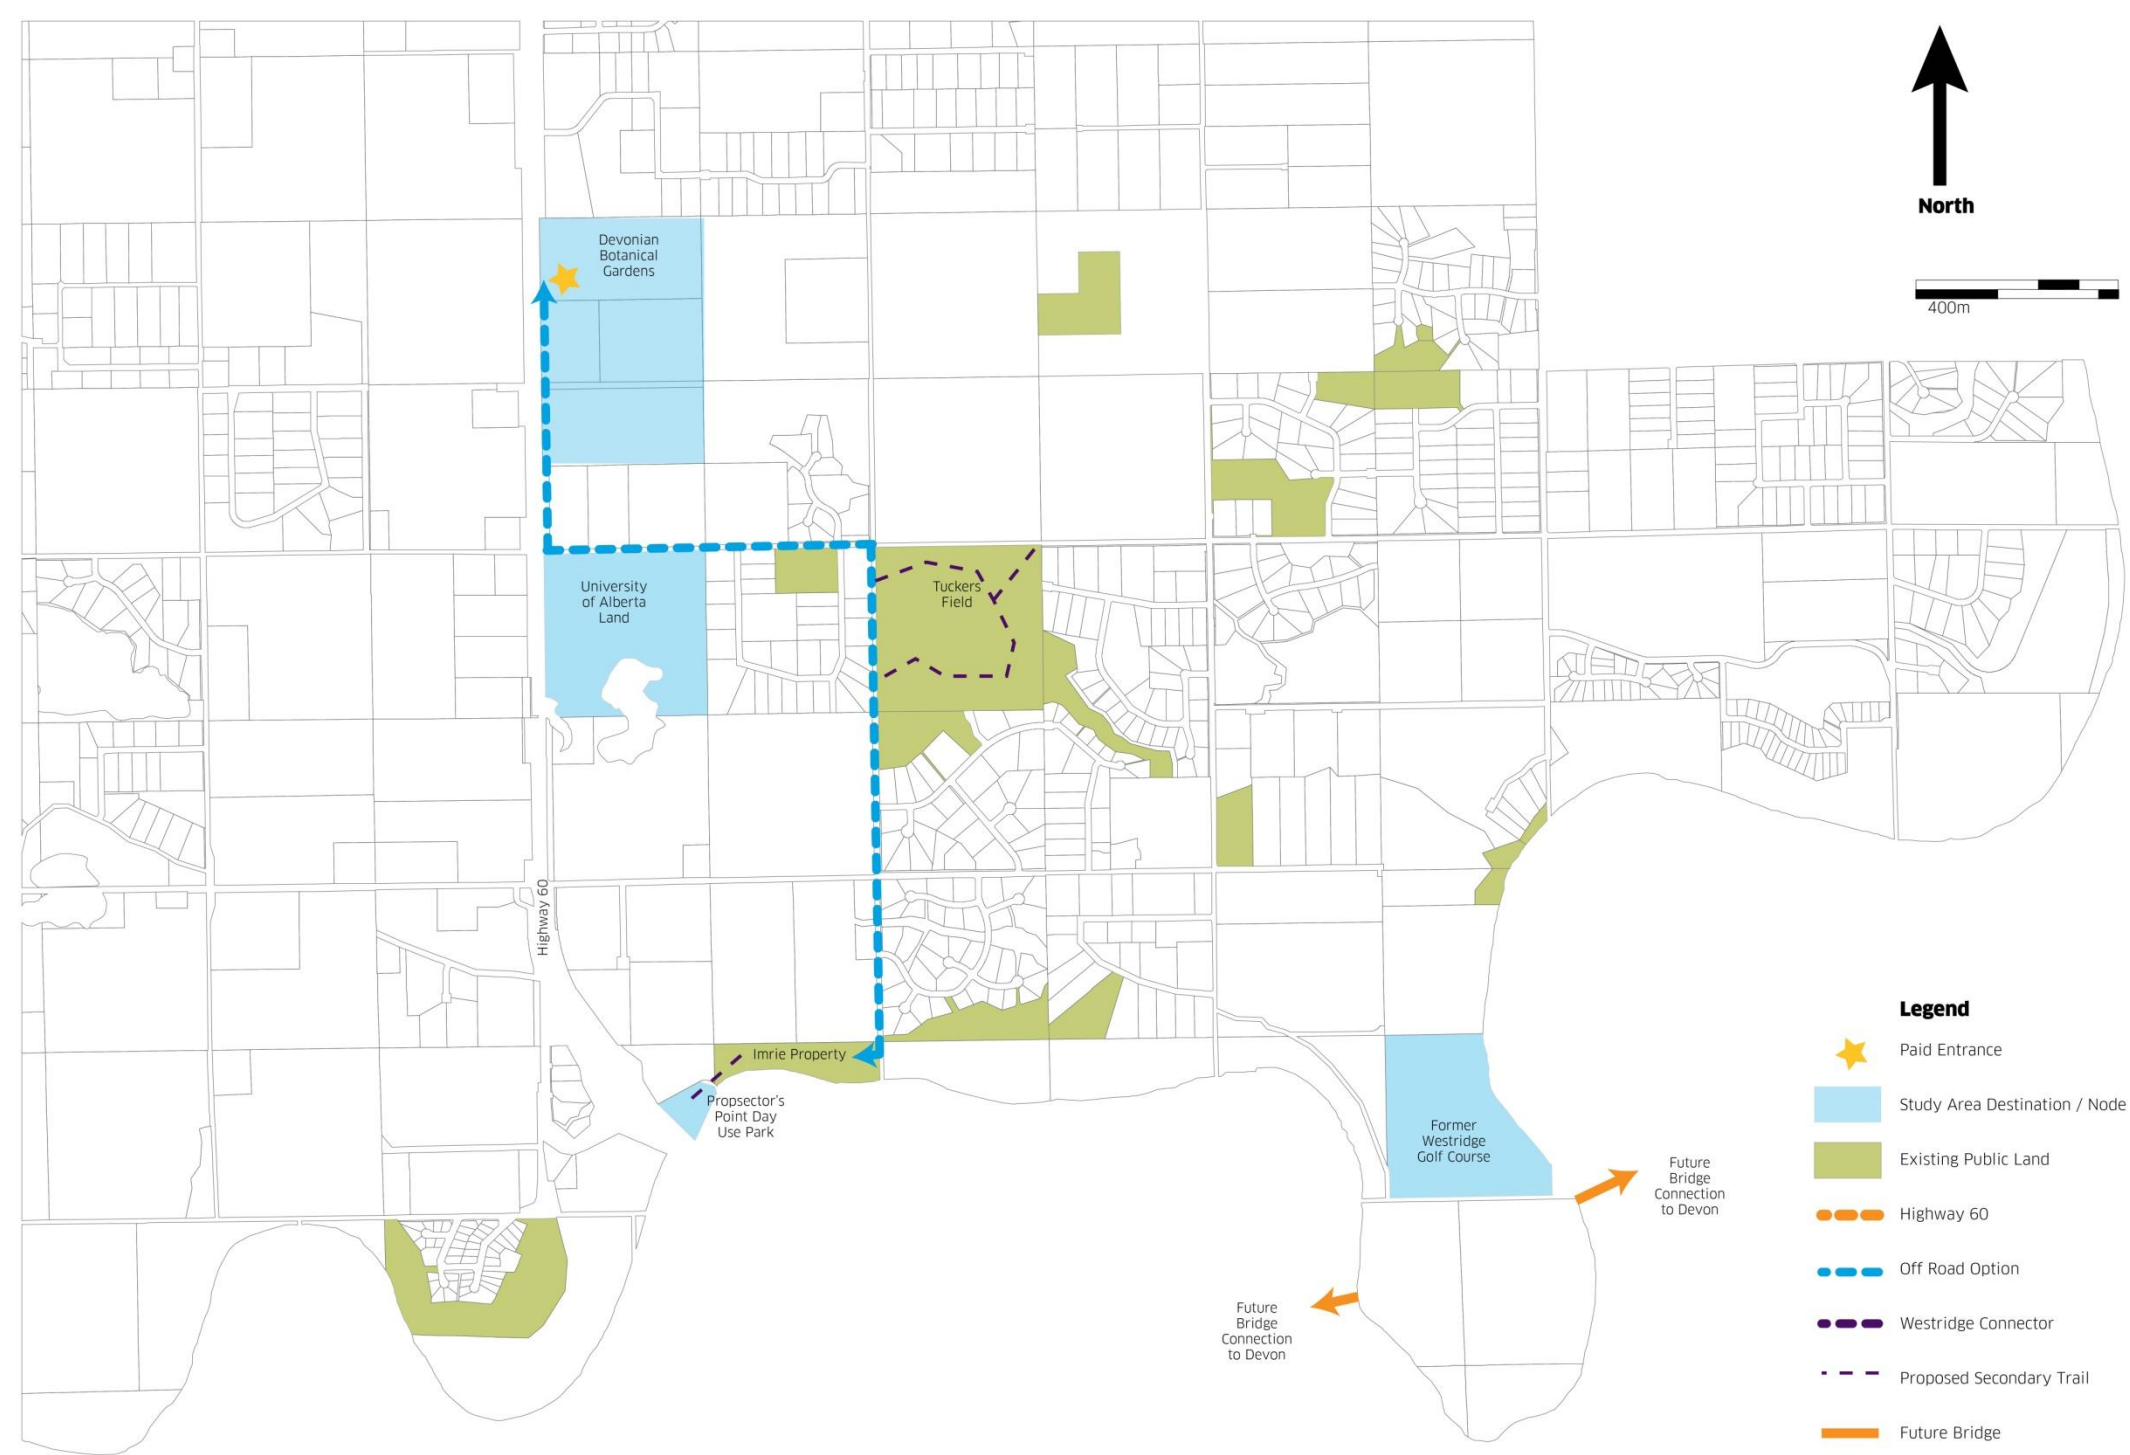 North
400m
Devonian
Botanical
Gardens
University
of Alberta
Land
Tuckers
Field
Highway 60
Imrie Property
Propsector's
Point Day
Use Park
Former
Westridge
Golf Course
Future
Bridge
Connection
to Devon
Future
Bridge
Connection
to Devon
Legend
Paid Entrance
Study Area Destination / Node
Existing Public Land
Highway 60
Off Road Option
Westridge Connector
Proposed Secondary Trail
Future Bridge